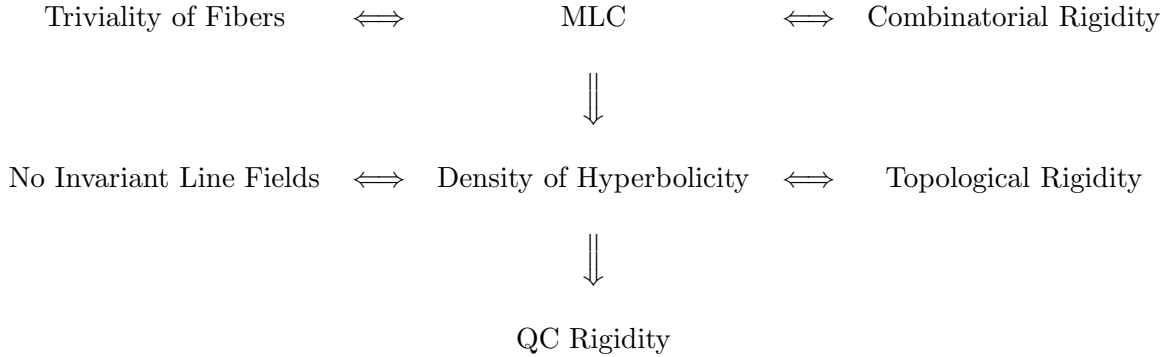 Triviality of Fibers ⟺ MLC ⟺ Combinatorial Rigidity
⇓
No Invariant Line Fields ⟺ Density of Hyperbolicity ⟺ Topological Rigidity
⇓
QC Rigidity